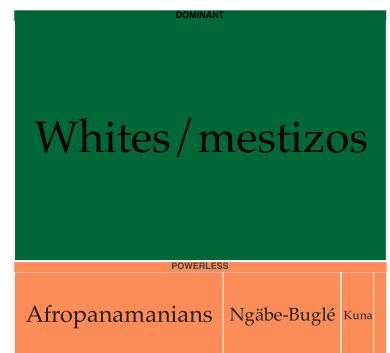 DOMINANT
Whites/mestizos
POWERLESS
Afropanamanians
Ngäbe-Buglé
Kuna